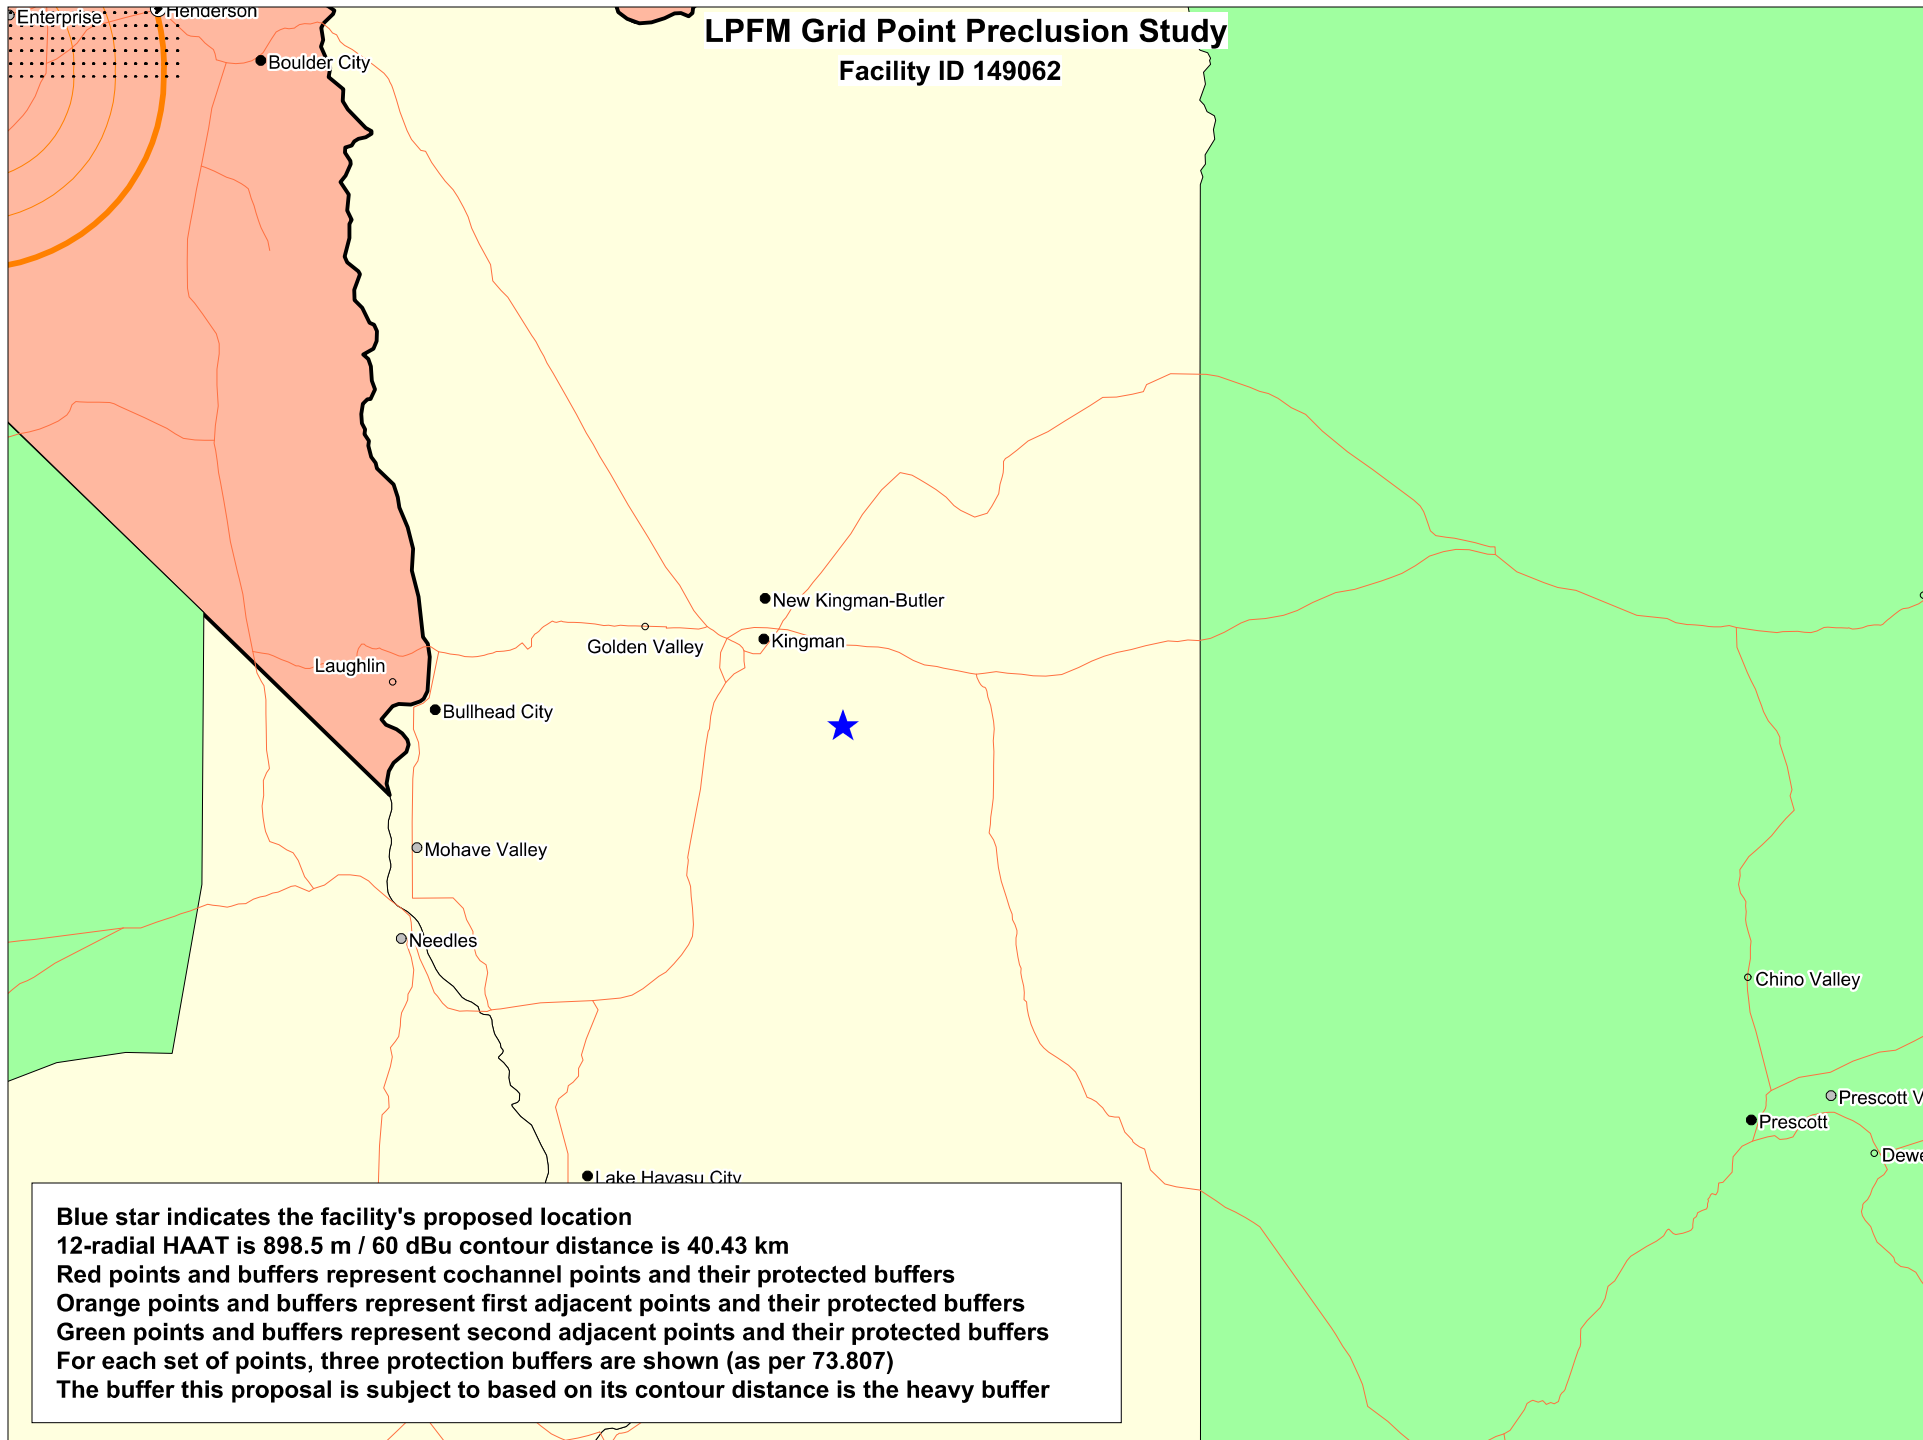 LPFM Grid Point Preclusion Study
Facility ID 149062
Enterprise
Henderson
Boulder City
New Kingman-Butler
Kingman
Golden Valley
Laughlin
Bullhead City
Mohave Valley
Needles
Chino Valley
Prescott V
Prescott
Dewe
Lake Havasu City
Blue star indicates the facility's proposed location
12-radial HAAT is 898.5 m / 60 dBu contour distance is 40.43 km
Red points and buffers represent cochannel points and their protected buffers
Orange points and buffers represent first adjacent points and their protected buffers
Green points and buffers represent second adjacent points and their protected buffers
For each set of points, three protection buffers are shown (as per 73.807)
The buffer this proposal is subject to based on its contour distance is the heavy buffer